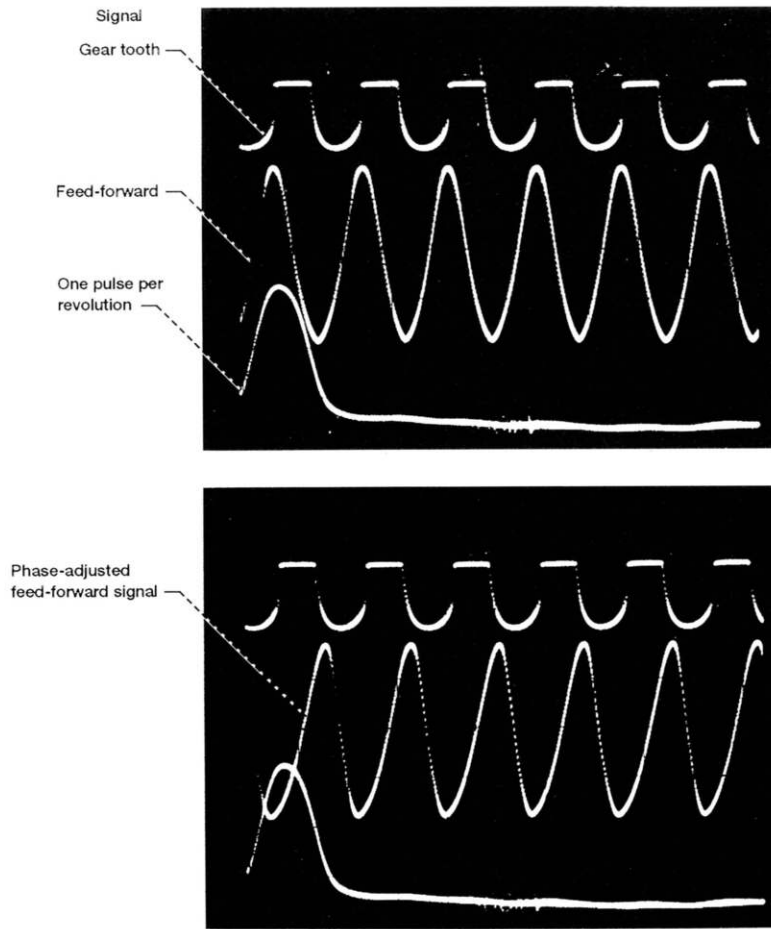 Signal
Gear tooth
Feed-forward
One pulse per
revolution
Phase-adjusted
feed-forward signal